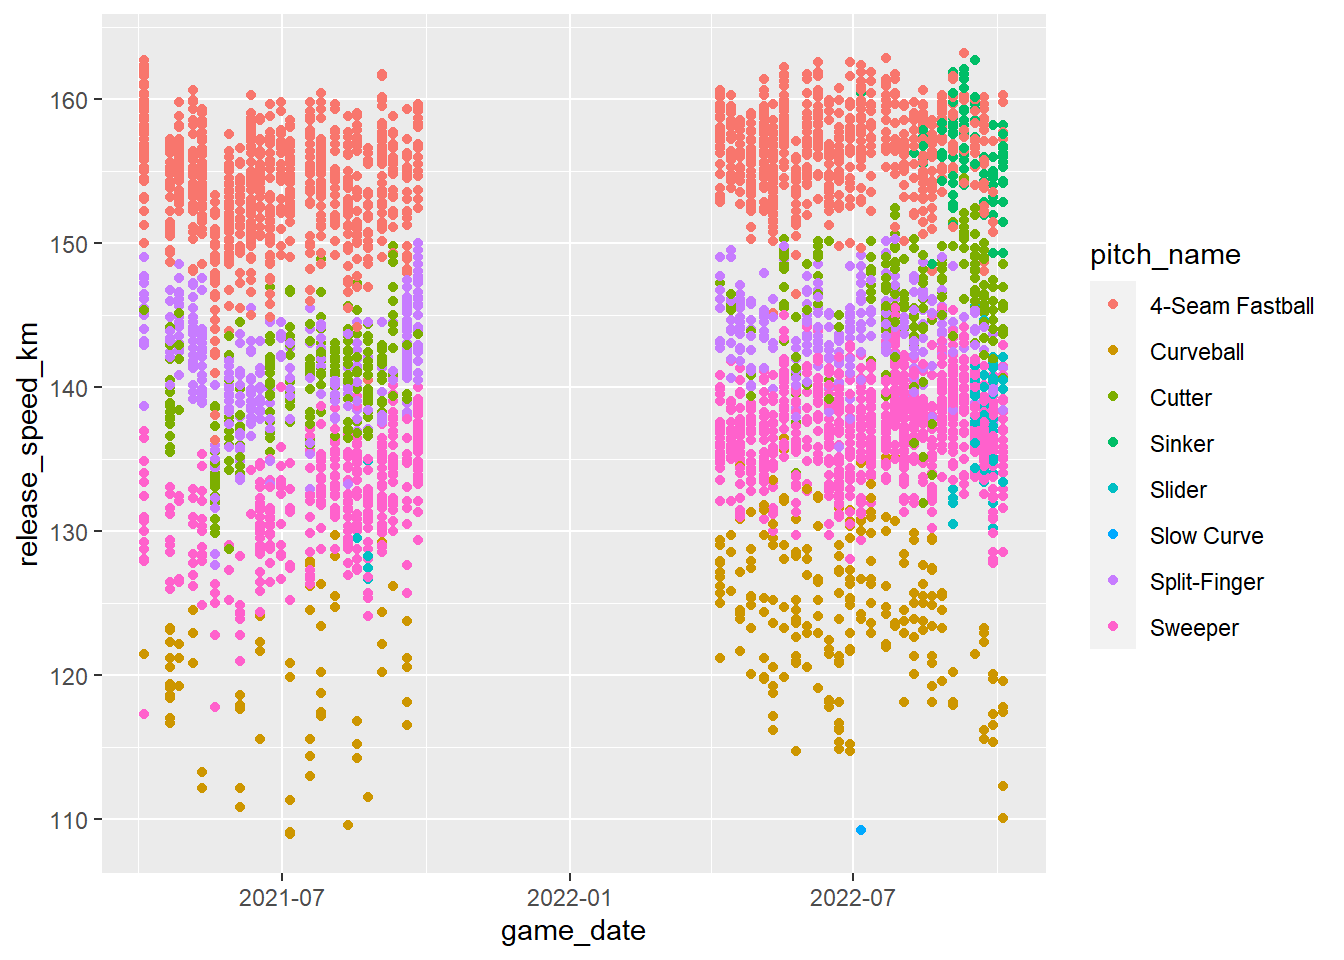 160
150
140
130
120
110
release_speed_km
2021-07
2022-01
2022-07
game_date
pitch_name
4-Seam Fastball
Curveball
Cutter
Sinker
Slider
Slow Curve
Split-Finger
Sweeper